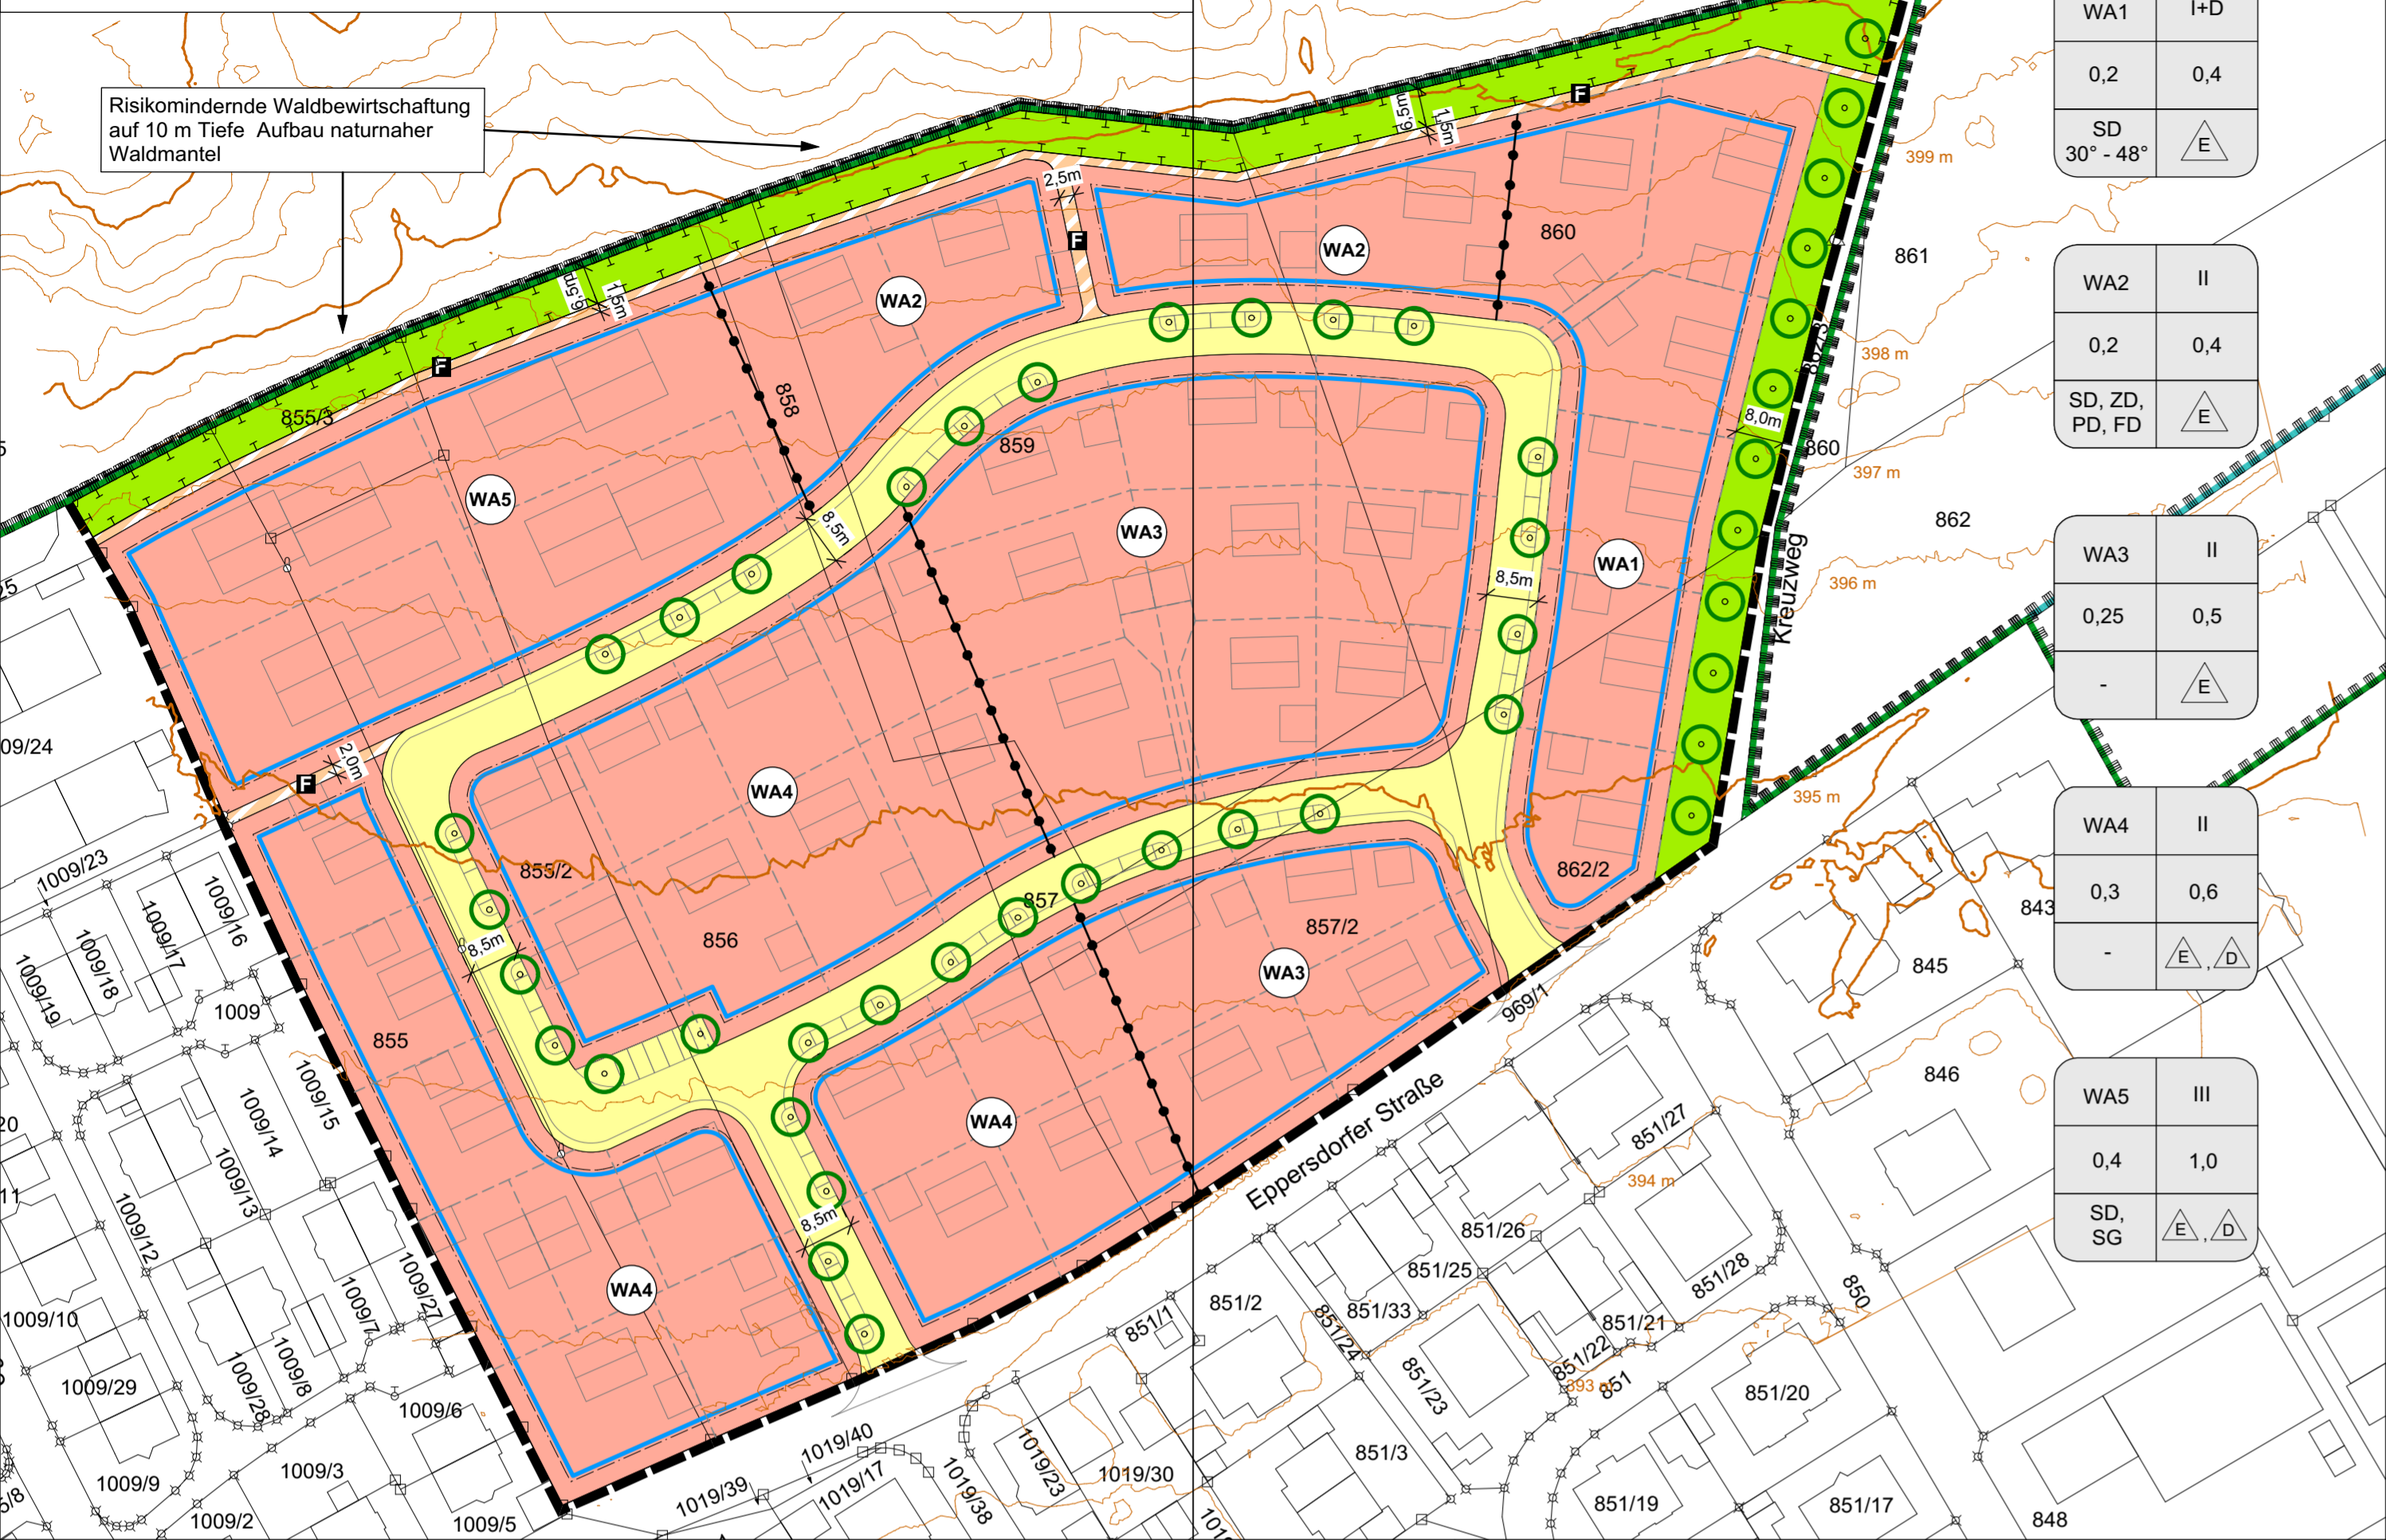 Risikomindernde Waldbewirtschaftung
auf 10 m Tiefe  Aufbau naturnaher
Waldmantel
WA1
I+D
0,2
0,4
SD
30° - 48°
E
WA2
II
0,2
0,4
SD, ZD,
PD, FD
E
WA3
II
0,25
0,5
-
E
WA4
II
0,3
0,6
-
E , D
WA5
III
0,4
1,0
SD,
SG
E , D
6,5m
1,5m
F
2,5m
F
WA2
860
WA2
399 m
861
6,5m
1,5m
F
855/3
858
859
398 m
862/3
8,0m
860
397 m
WA5
8,5m
WA3
862
WA1
8,5m
396 m
Kreuzweg
09/24
2,0m
F
WA4
395 m
1009/23
855/2
862/2
1009/16
1009/17
1009/18
1009/19
1009
8,5m
856
857
857/2
WA3
843
845
969/1
855
846
1009/15
1009/14
1009/13
1009/12
WA4
Eppersdorfer Straße
851/27
394 m
8,5m
851/26
851/25
851/28
850
1009/10
1009/7
1009/27
WA4
851/2
851/33
851/1
851/24
851/21
851/22
393 m
851
1009/29
1009/28
1009/8
1009/6
851/23
851/20
1009/9
1009/3
1009/2
1009/5
1019/40
1019/39
1019/17
1019/38
1019/23
1019/30
851/3
851/19
851/17
848